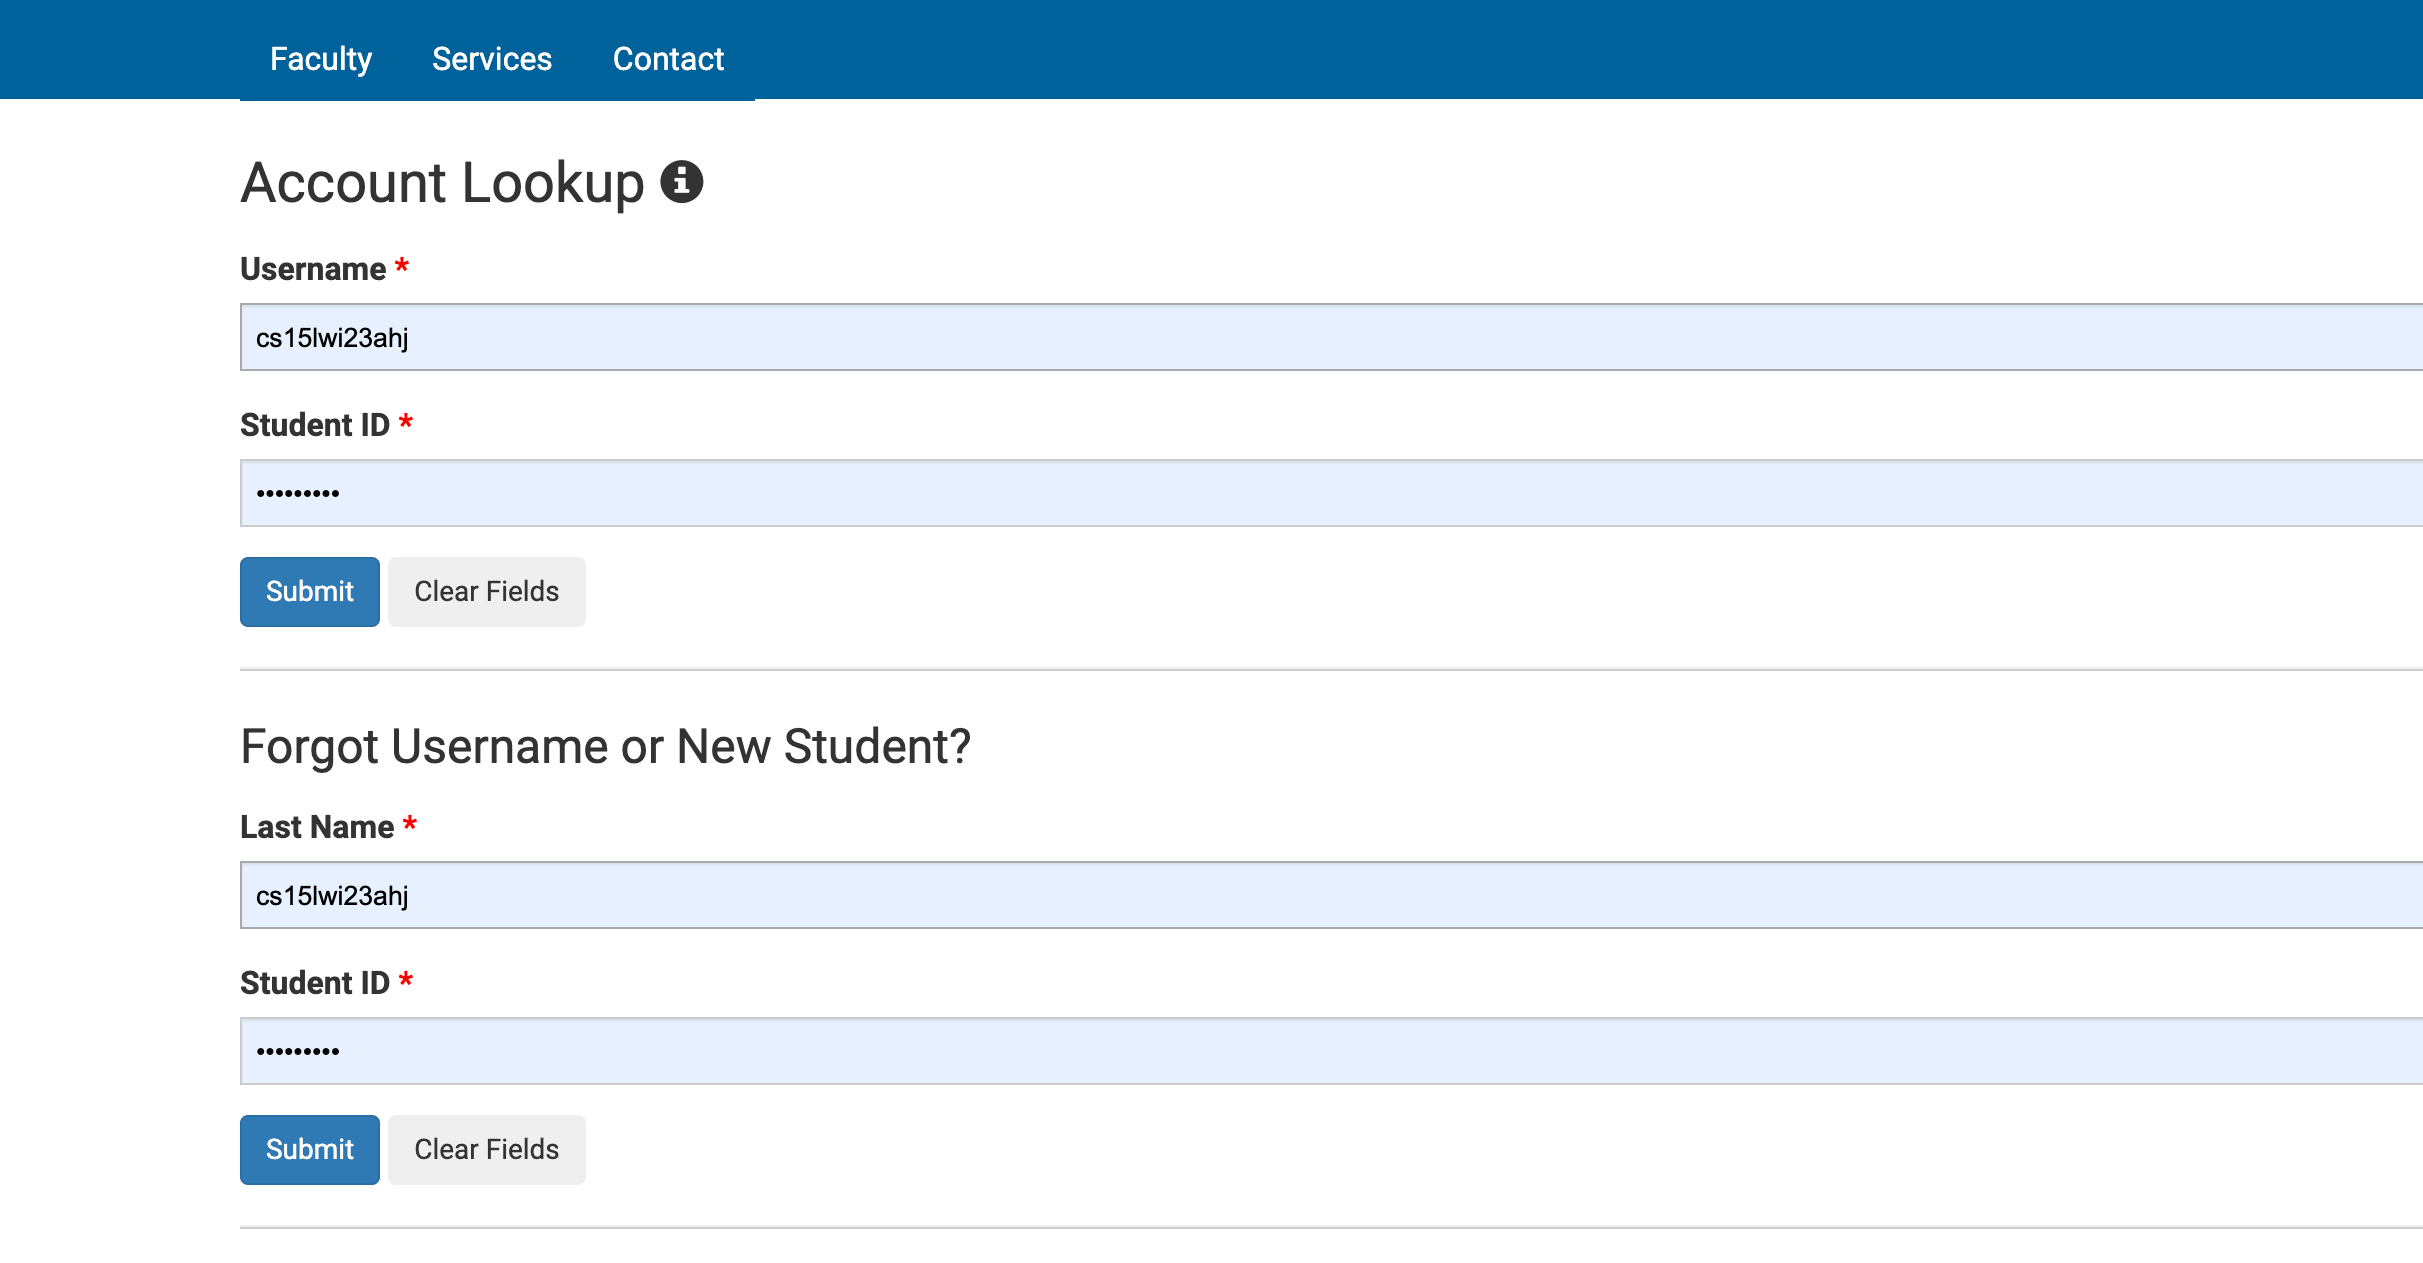 Faculty Services Contact
Account Lookup
Username *
cs15lwi23ahj
Student ID *
•••••••••
Submit Clear Fields
Forgot Username or New Student?
Last Name *
cs15lwi23ahj
Student ID *
•••••••••
Submit Clear Fields